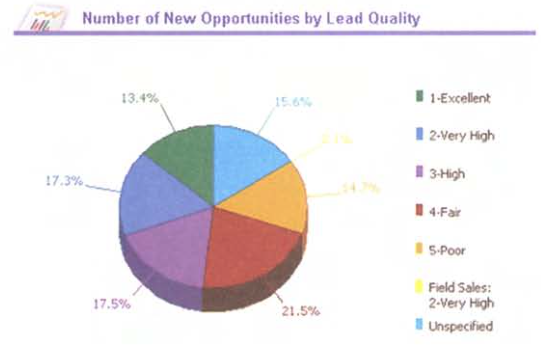 Number of New Opportunities by Lead Quality
13.4%
15.6%
17.3%
14.7%
17.5%
21.5%
1-Excellent
2-Very High
3-High
4-Fair
5-Poor
Field Sales:
2-Very High
Unspecified